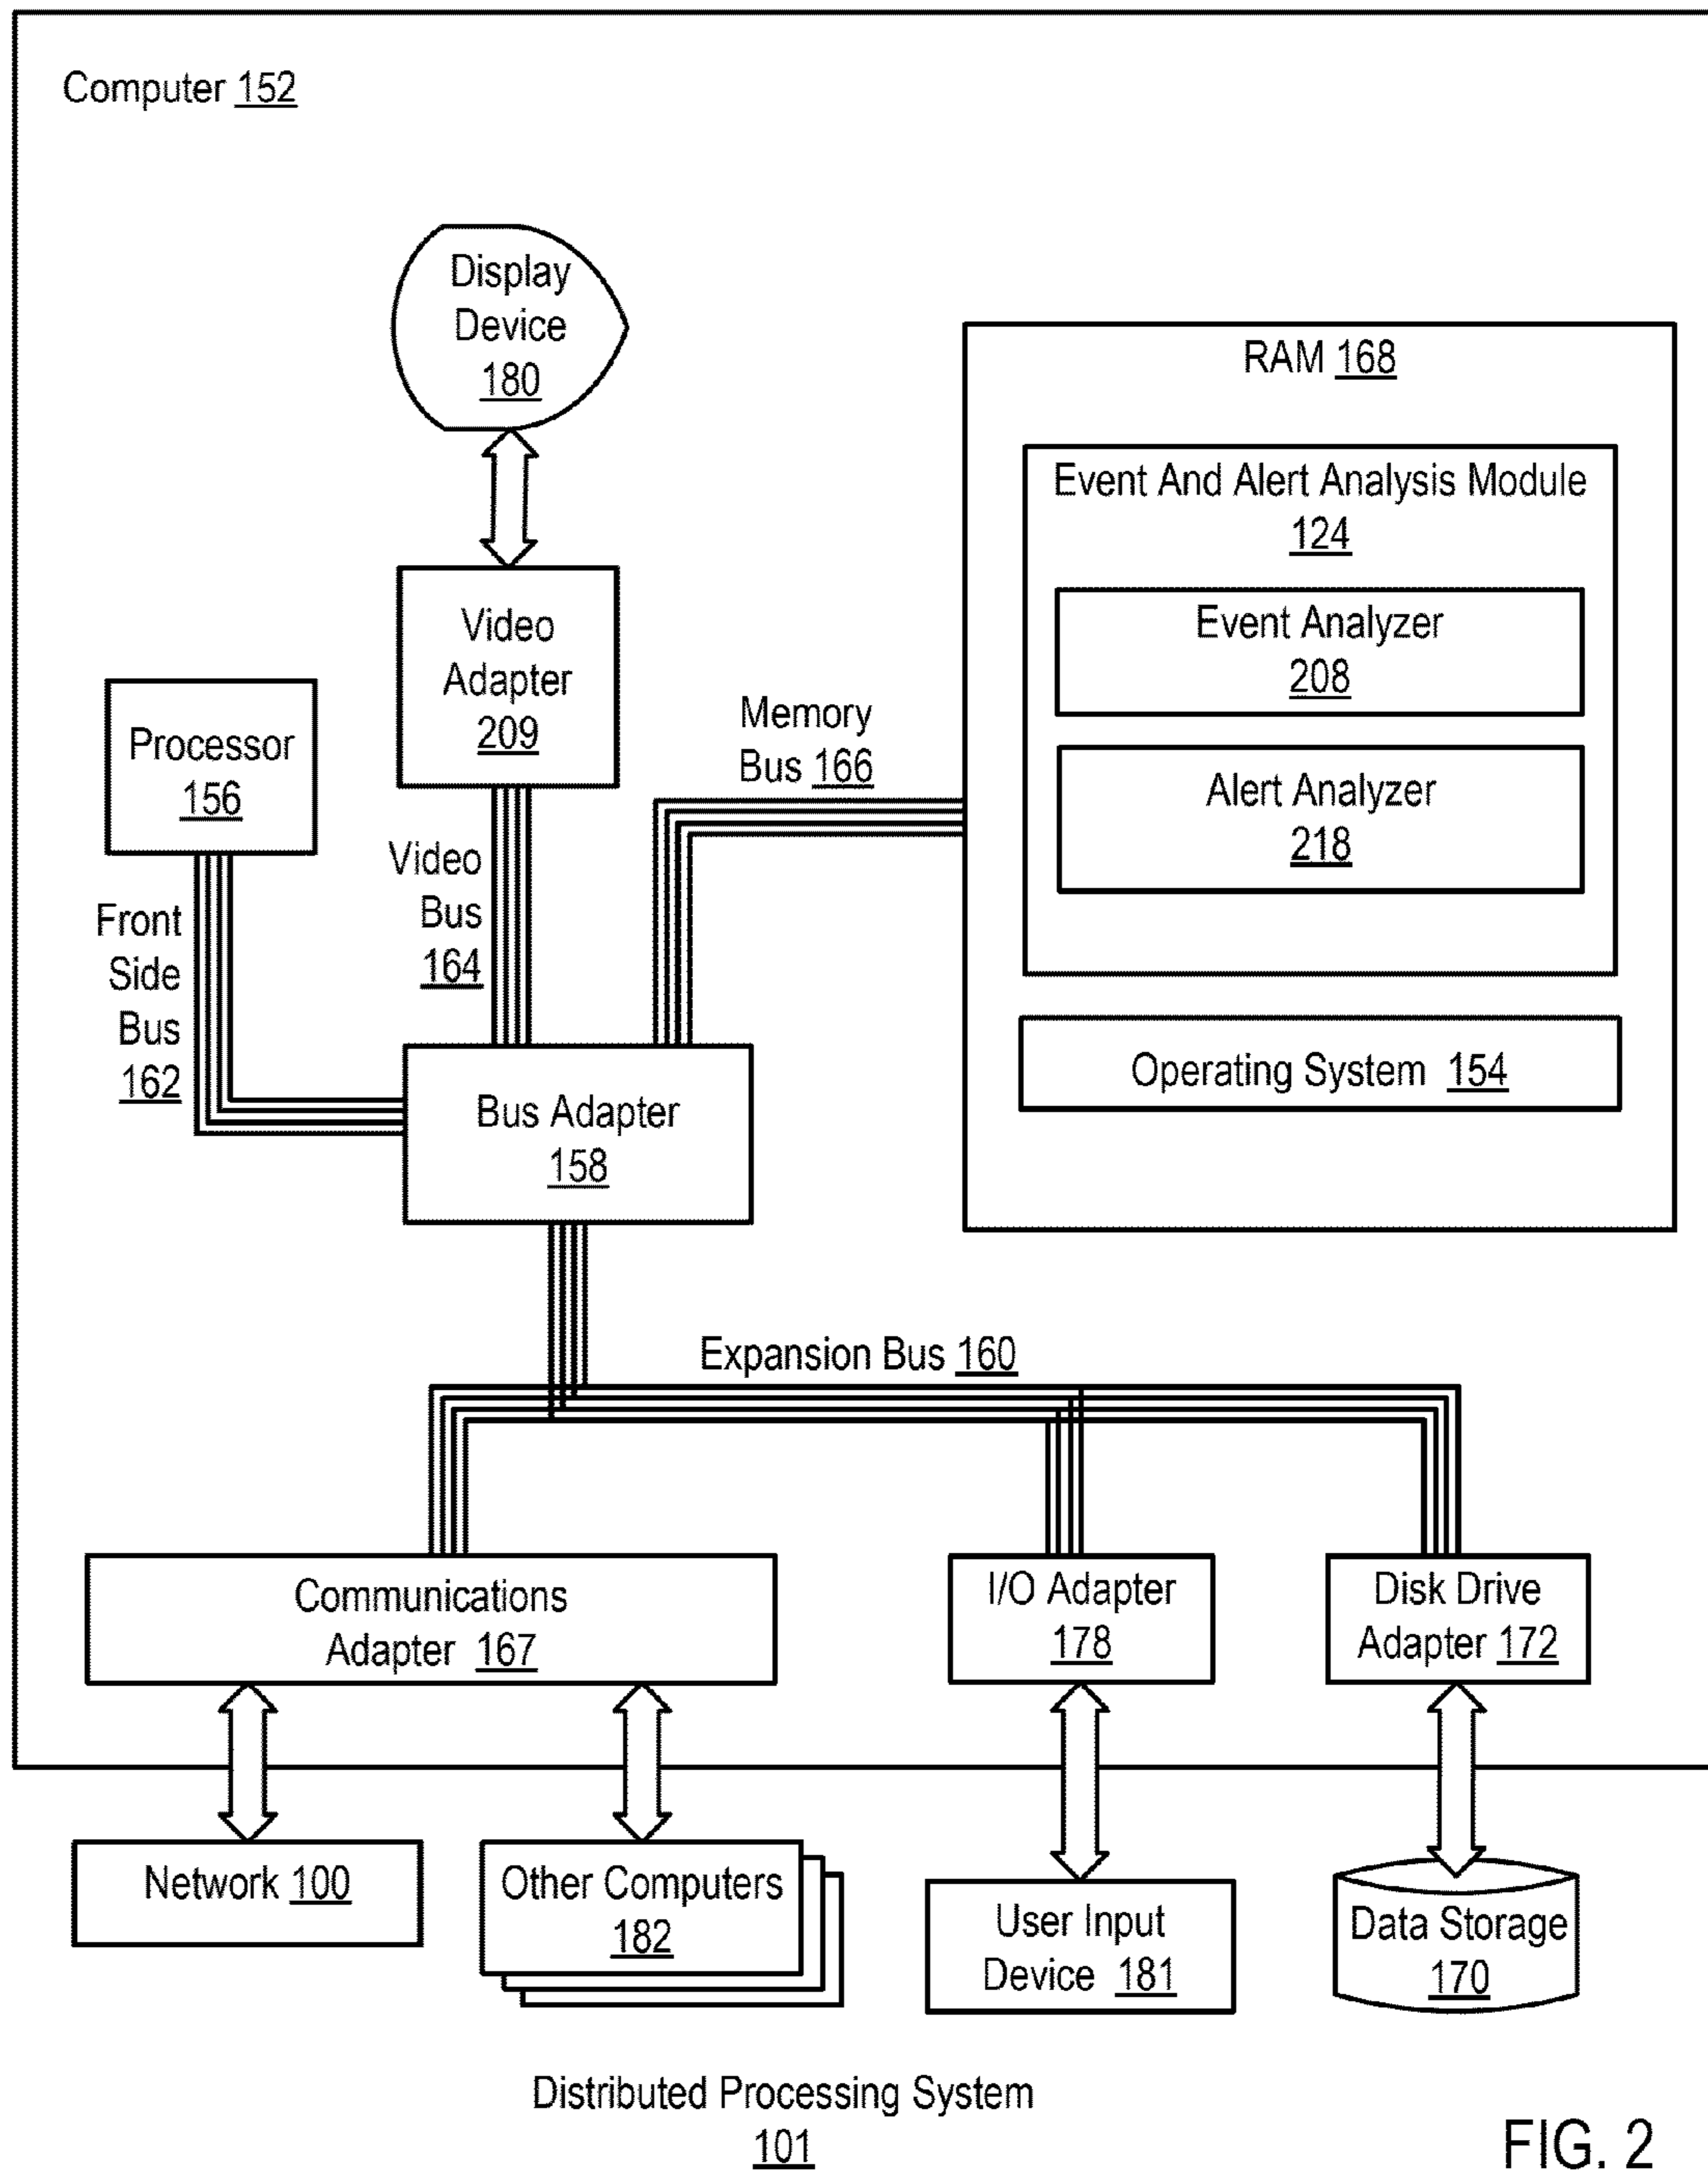 Computer 152
Display
Device
180
RAM 168
Event And Alert Analysis Module
124
Event Analyzer
208
Alert Analyzer
218
Operating System 154
Video
Adapter
209
Processor
156
Memory
Bus 166
Video
Bus
164
Front
Side
Bus
162
Bus Adapter
158
Expansion Bus 160
Communications
Adapter 167
I/O Adapter
178
Disk Drive
Adapter 172
Network 100
Other Computers
182
User Input
Device 181
Data Storage
170
Distributed Processing System
101
FIG. 2